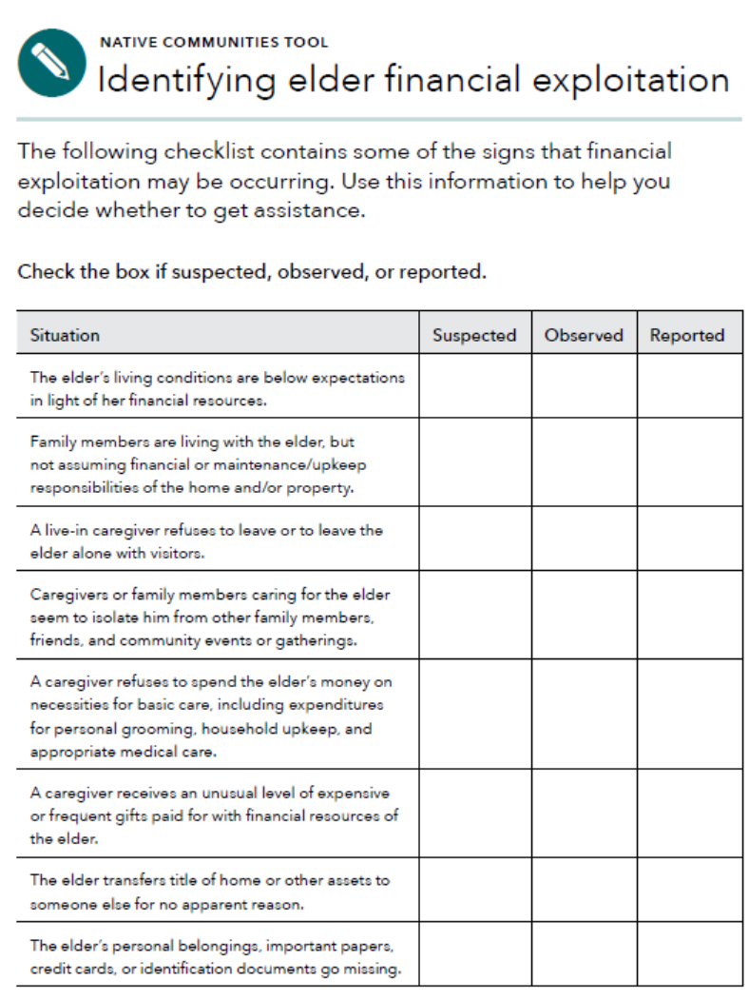 NATIVE COMMUNITIES TOOL
Identifying elder financial exploitation
The following checklist contains some of the signs that financial
exploitation may be occurring. Use this information to help you
decide whether to get assistance.
Check the box if suspected, observed, or reported.
Situation Suspected Observed Reported
The elder's living conditions are below expectations
in light of her financial resources.
Family members are living with the elder, but
not assuming financial or maintenance/upkeep
responsibilities of the home and/or property.
A live-in caregiver refuses to leave or to leave the
elder alone with visitors.
Caregivers or family members caring for the elder
seem to isolate him from other family members,
friends, and community events or gatherings.
A caregiver refuses to spend the elder's money on
necessities for basic care, including expenditures
for personal grooming, household upkeep, and
appropriate medical care.
A caregiver receives an unusual level of expensive
or frequent gifts paid for with financial resources of
the elder.
The elder transfers title of home or other assets to
someone else for no apparent reason.
The elder's personal belongings, important papers,
credit cards, or identification documents go missing.